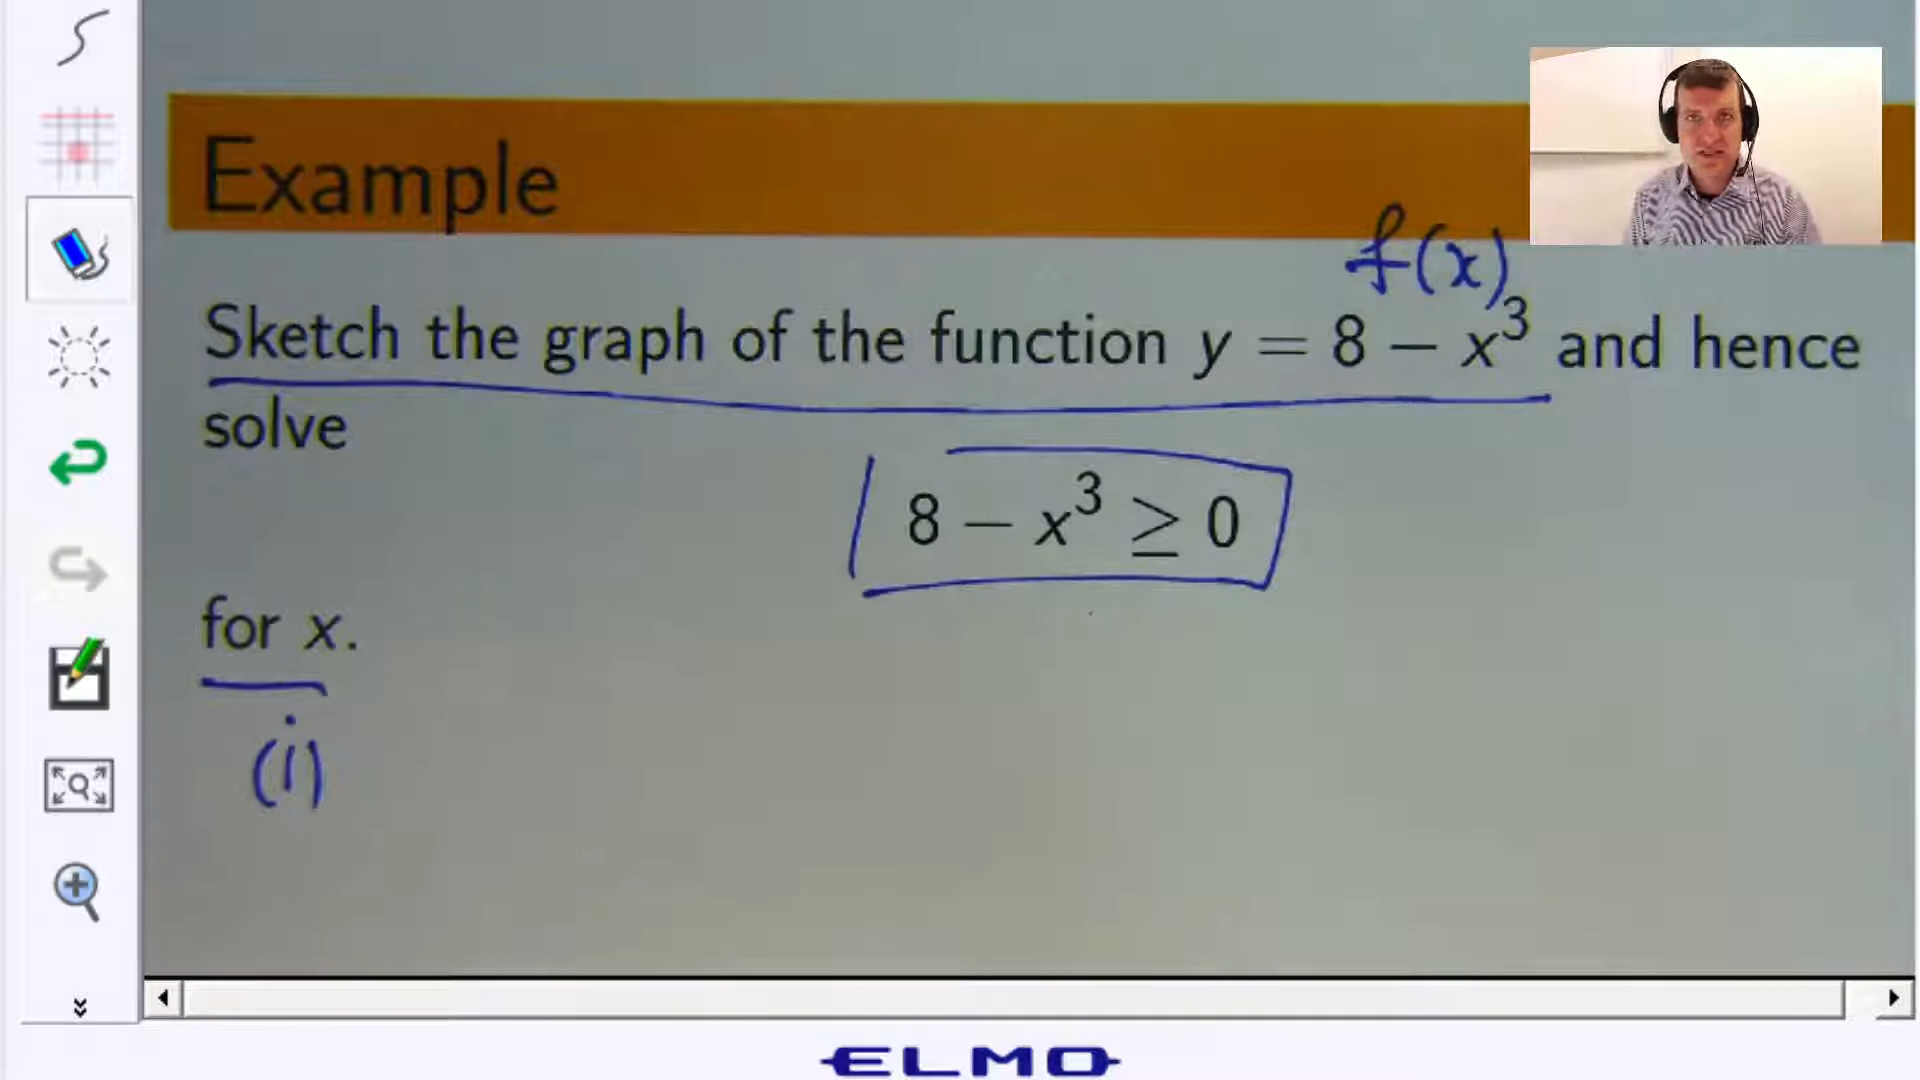 Example
f(x)
Sketch the graph of the function y = 8 − x³ and hence
solve
8 − x³ ≥ 0
for x.
(i)
ELMO